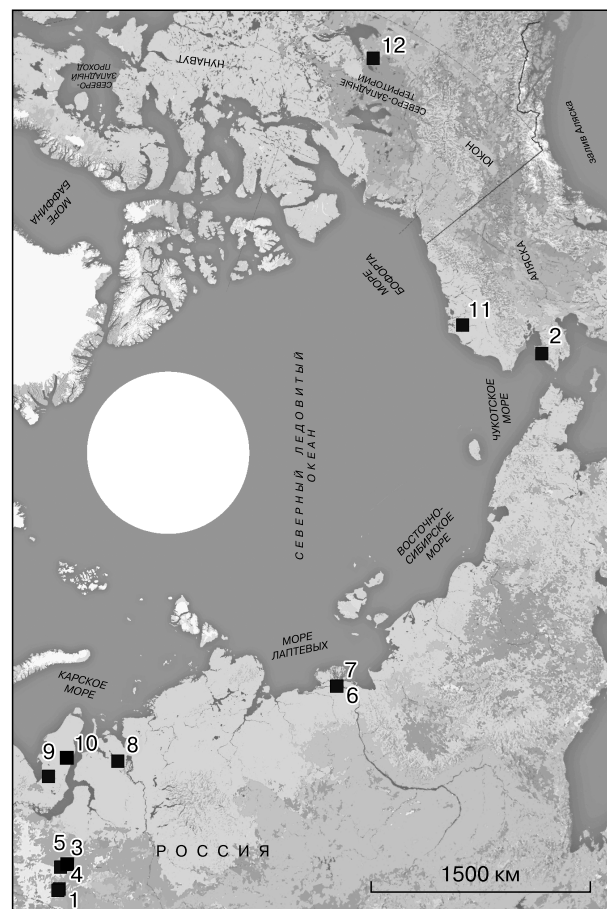 12
НУНАВУТ
СЕВЕРО-
ЗАПАДНЫЙ
ПРОХОД
СЕВЕРО-ЗАПАДНЫЕ
ТЕРРИТОРИИ
залив Аляска
ЮКОН
МОРЕ
БАФФИНА
АЛЯСКА
МОРЕ
БОФОРТА
11
2
ЧУКОТСКОЕ
МОРЕ
СЕВЕРНЫЙ ЛЕДОВИТЫЙ
ОКЕАН
ВОСТОЧНО-
СИБИРСКОЕ
МОРЕ
МОРЕ
ЛАПТЕВЫХ
КАРСКОЕ
МОРЕ
7
6
9
10
8
5
3
4
1
РОССИЯ
1500 км